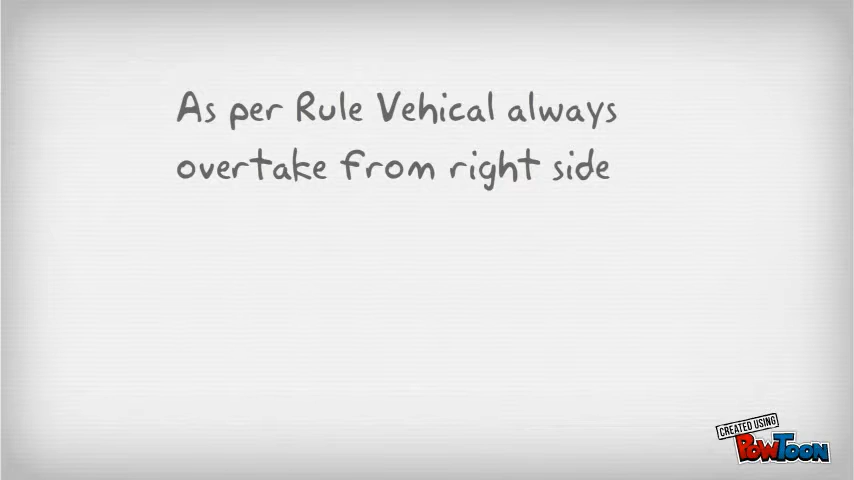 As per Rule Vehical always
overtake from right side
CREATED USING
POWTOON